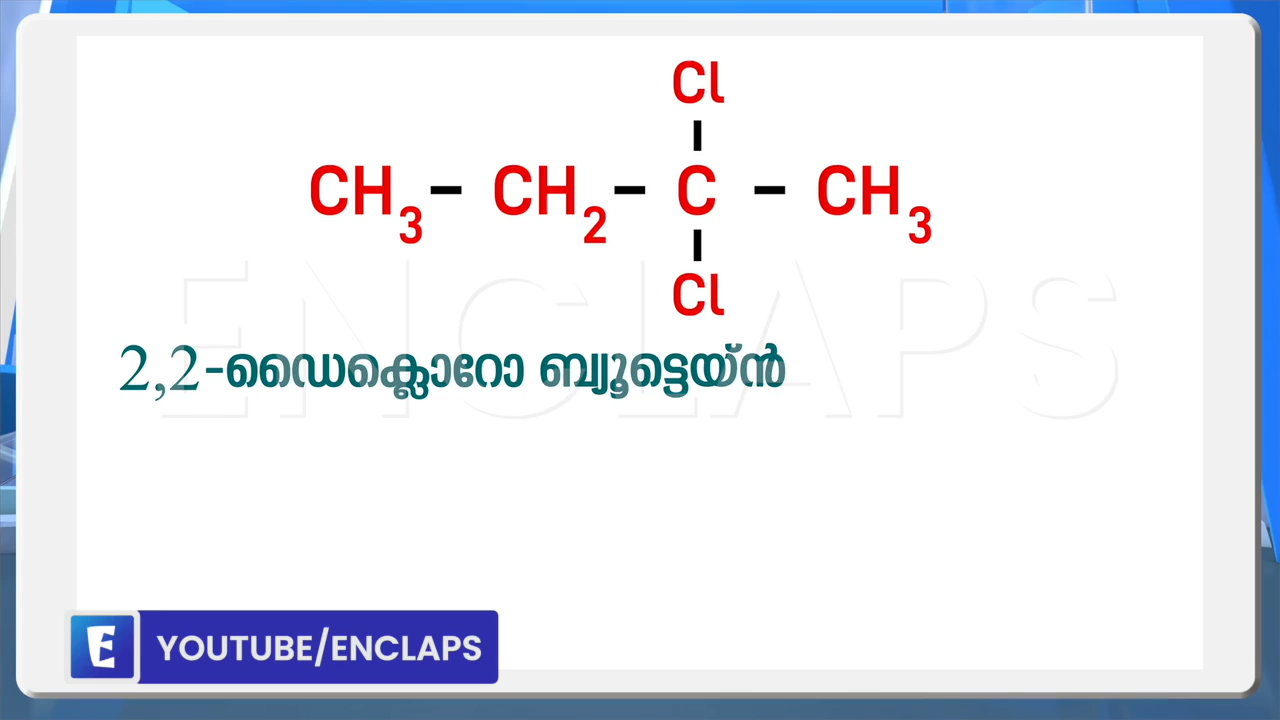 Cl
CH3 – CH2 – C – CH3
Cl
2,2-ഡൈക്ലൊറോ ബ്യൂട്ടെയ്ൻ
ENCLAPS
E YOUTUBE/ENCLAPS